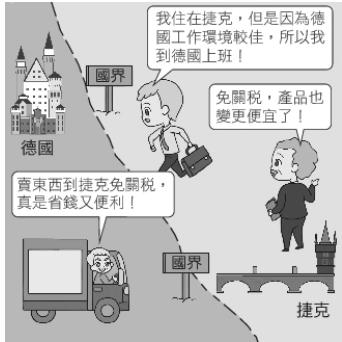 我住在捷克，但是因為德
國工作環境較佳，所以我
到德國上班！
國界
免關稅，產品也
變更便宜了！
德國
賣東西到捷克免關稅，
真是省錢又便利！
國界
捷克